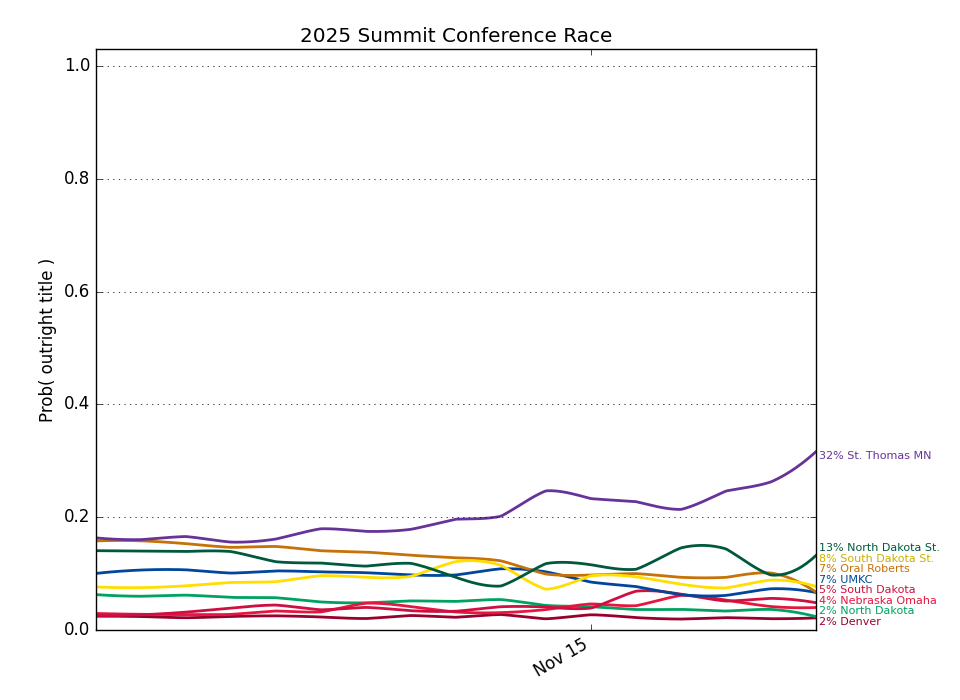 2025 Summit Conference Race
Prob( outright title )
1.0
0.8
0.6
0.4
0.2
0.0
Nov 15
32% St. Thomas MN
13% North Dakota St.
8% South Dakota St.
7% Oral Roberts
7% UMKC
5% South Dakota
4% Nebraska Omaha
2% North Dakota
2% Denver